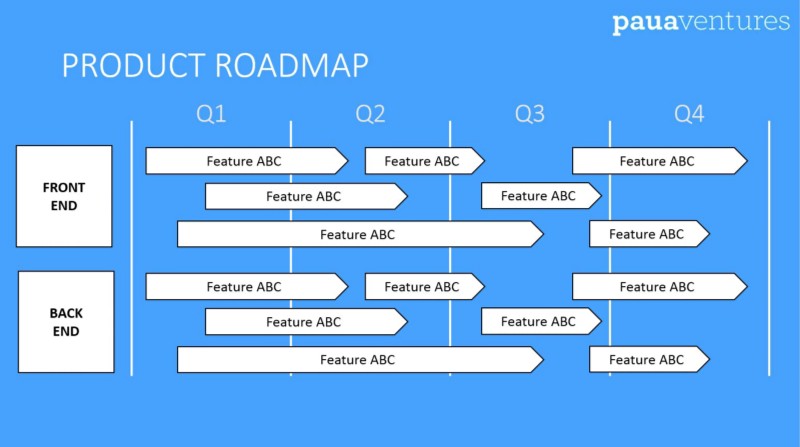 pauaventures
PRODUCT ROADMAP
Q1 Q2 Q3 Q4
FRONT
END
Feature ABC Feature ABC Feature ABC
Feature ABC Feature ABC
Feature ABC Feature ABC
BACK
END
Feature ABC Feature ABC Feature ABC
Feature ABC Feature ABC
Feature ABC Feature ABC